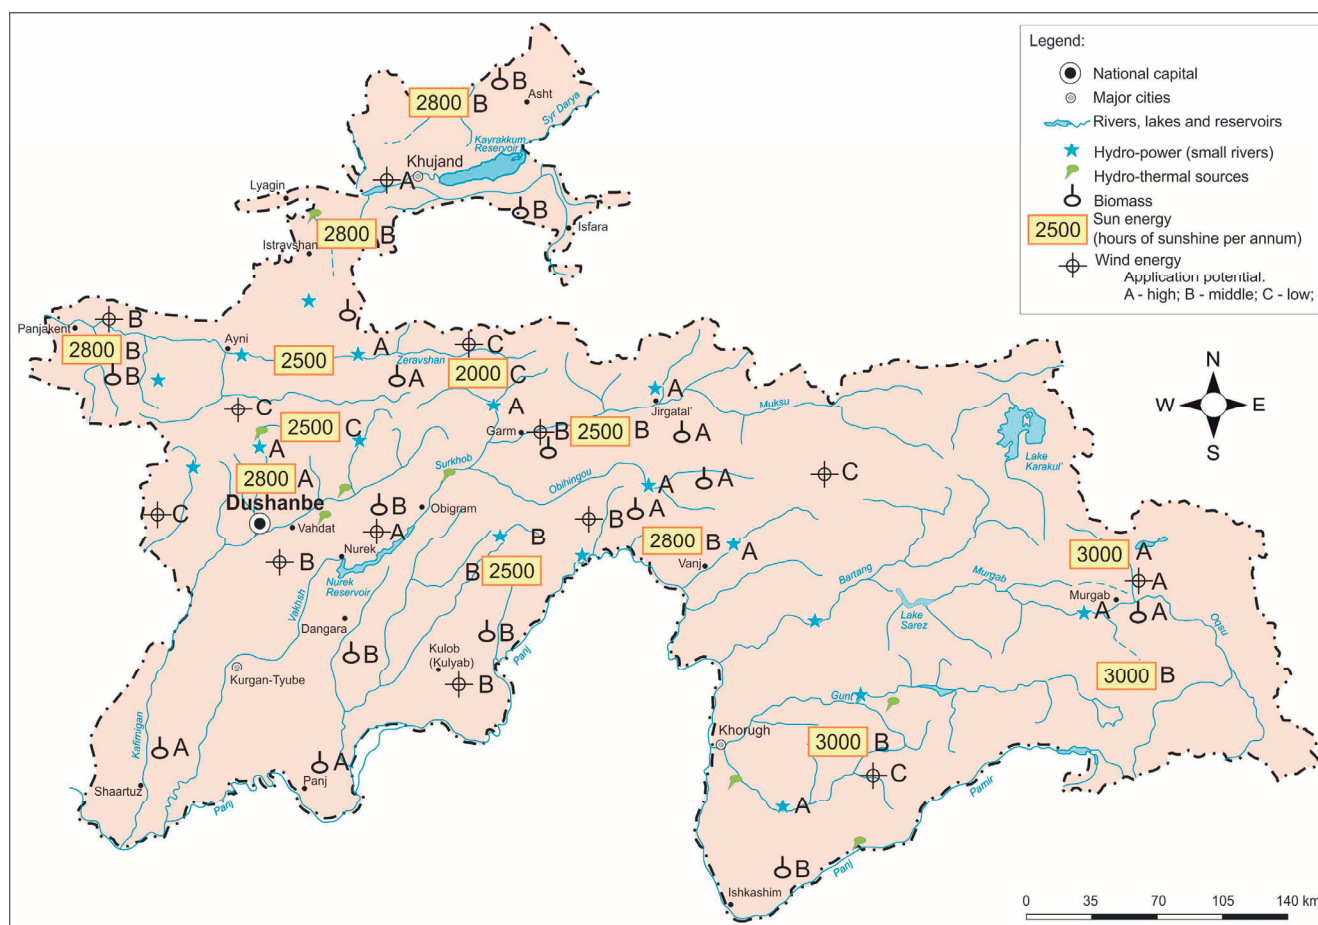 Legend:
National capital
Major cities
Rivers, lakes and reservoirs
Hydro-power (small rivers)
Hydro-thermal sources
Biomass
2500
Sun energy
(hours of sunshine per annum)
Wind energy
Application potential:
A - high; B - middle; C - low;
B
2800 B
Asht
Syr Darya
Kayrakkum
Reservoir
Khujand
A
Lyagin
B
2800 B
Isfara
Istravshan
B
Panjakent
Ayni
2800 B
B
2500
A
Zeravshan
C
2000 C
A
A
Jirgatal'
Muksu
C
A
2500 C
Garm
B
2500 B
A
A
Lake
Karakul'
N
W
E
S
2800 A
Surkhob
Obihingou
A
A
C
Dushanbe
C
Vahdat
B
Obigram
A
A
B
B
Nurek
B
Nurek
Reservoir
B 2500
2800 B
Vanj
A
3000 A
A
Vakhsh
Bartang
Murgab
Murgab
A
A
Oqsu
Lake
Sarez
Dangara
B
B
Kulob
(Kulyab)
Panj
B
Kurgan-Tyube
3000 B
Gunt
Kafirnigan
Khorugh
3000 B
C
A
A
A
Shaartuz
Panj
Panj
Pamir
B
Panj
Ishkashim
0 35 70 105 140 km